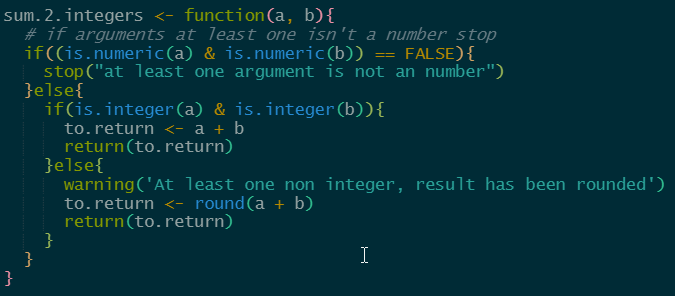 sum.2.integers <- function(a, b){
  # if arguments at least one isn't a number stop
  if((is.numeric(a) & is.numeric(b)) == FALSE){
    stop("at least one argument is not an number")
  }else{
    if(is.integer(a) & is.integer(b)){
      to.return <- a + b
      return(to.return)
    }else{
      warning('At least one non integer, result has been rounded')
      to.return <- round(a + b)
      return(to.return)
    }
  }
}